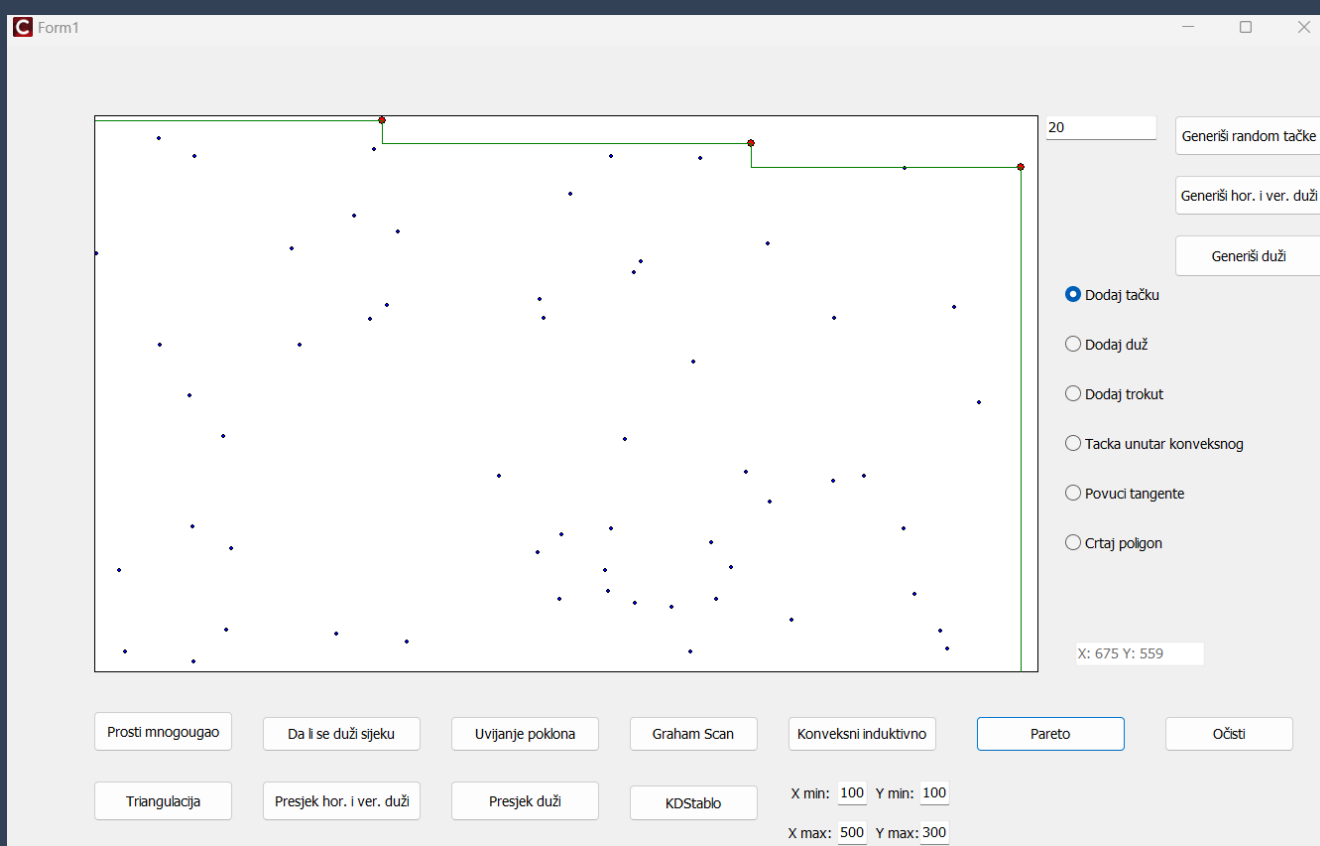 Form1
20
Generiši random tačke
Generiši hor. i ver. duži
Generiši duži
Dodaj tačku
Dodaj duž
Dodaj trokut
Tacka unutar konveksnog
Povuci tangente
Crtaj poligon
X: 675 Y: 559
Prosti mnogougao
Da li se duži sijeku
Uvijanje poklona
Graham Scan
Konveksni induktivno
Pareto
Očisti
Triangulacija
Presjek hor. i ver. duži
Presjek duži
KDStablo
X min: 100 Y min: 100
X max: 500 Y max: 300